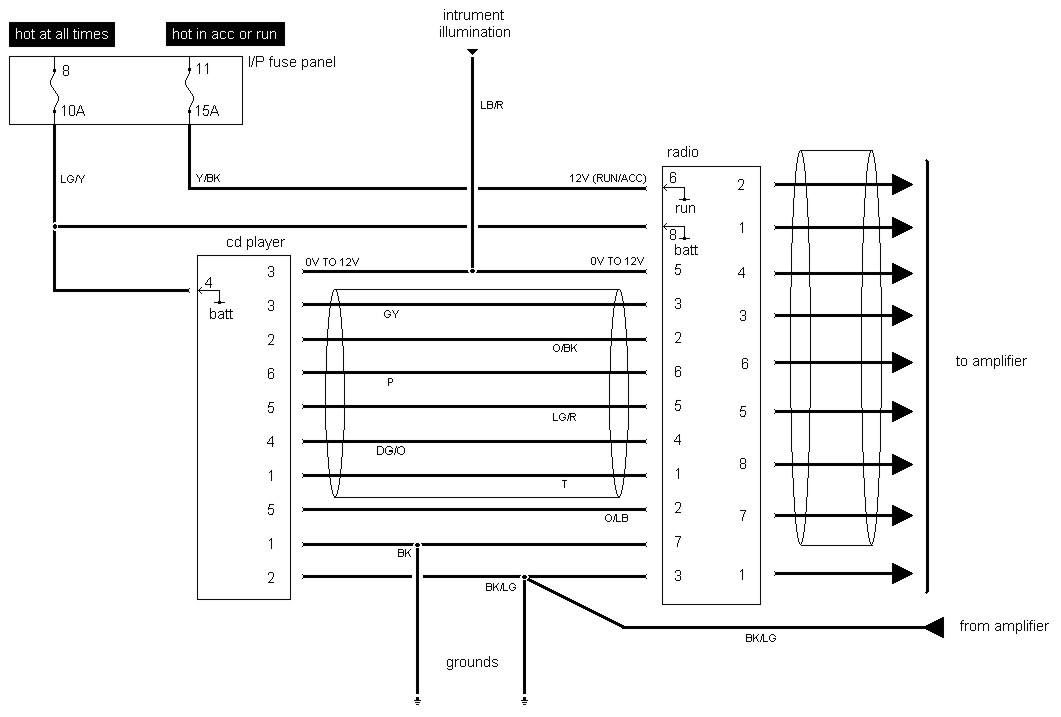 intrument
illumination
hot at all times
hot in acc or run
I/P fuse panel
8
11
10A
15A
LB/R
LG/Y
Y/BK
12V (RUN/ACC)
radio
6
run
2
8
batt
1
cd player
3
0V TO 12V
0V TO 12V
5
4
4
batt
3
GY
3
3
2
O/BK
2
6
P
6
6
to amplifier
5
LG/R
5
5
4
DG/O
4
8
1
T
1
5
O/LB
2
7
1
BK
7
2
BK/LG
3
1
BK/LG
from amplifier
grounds